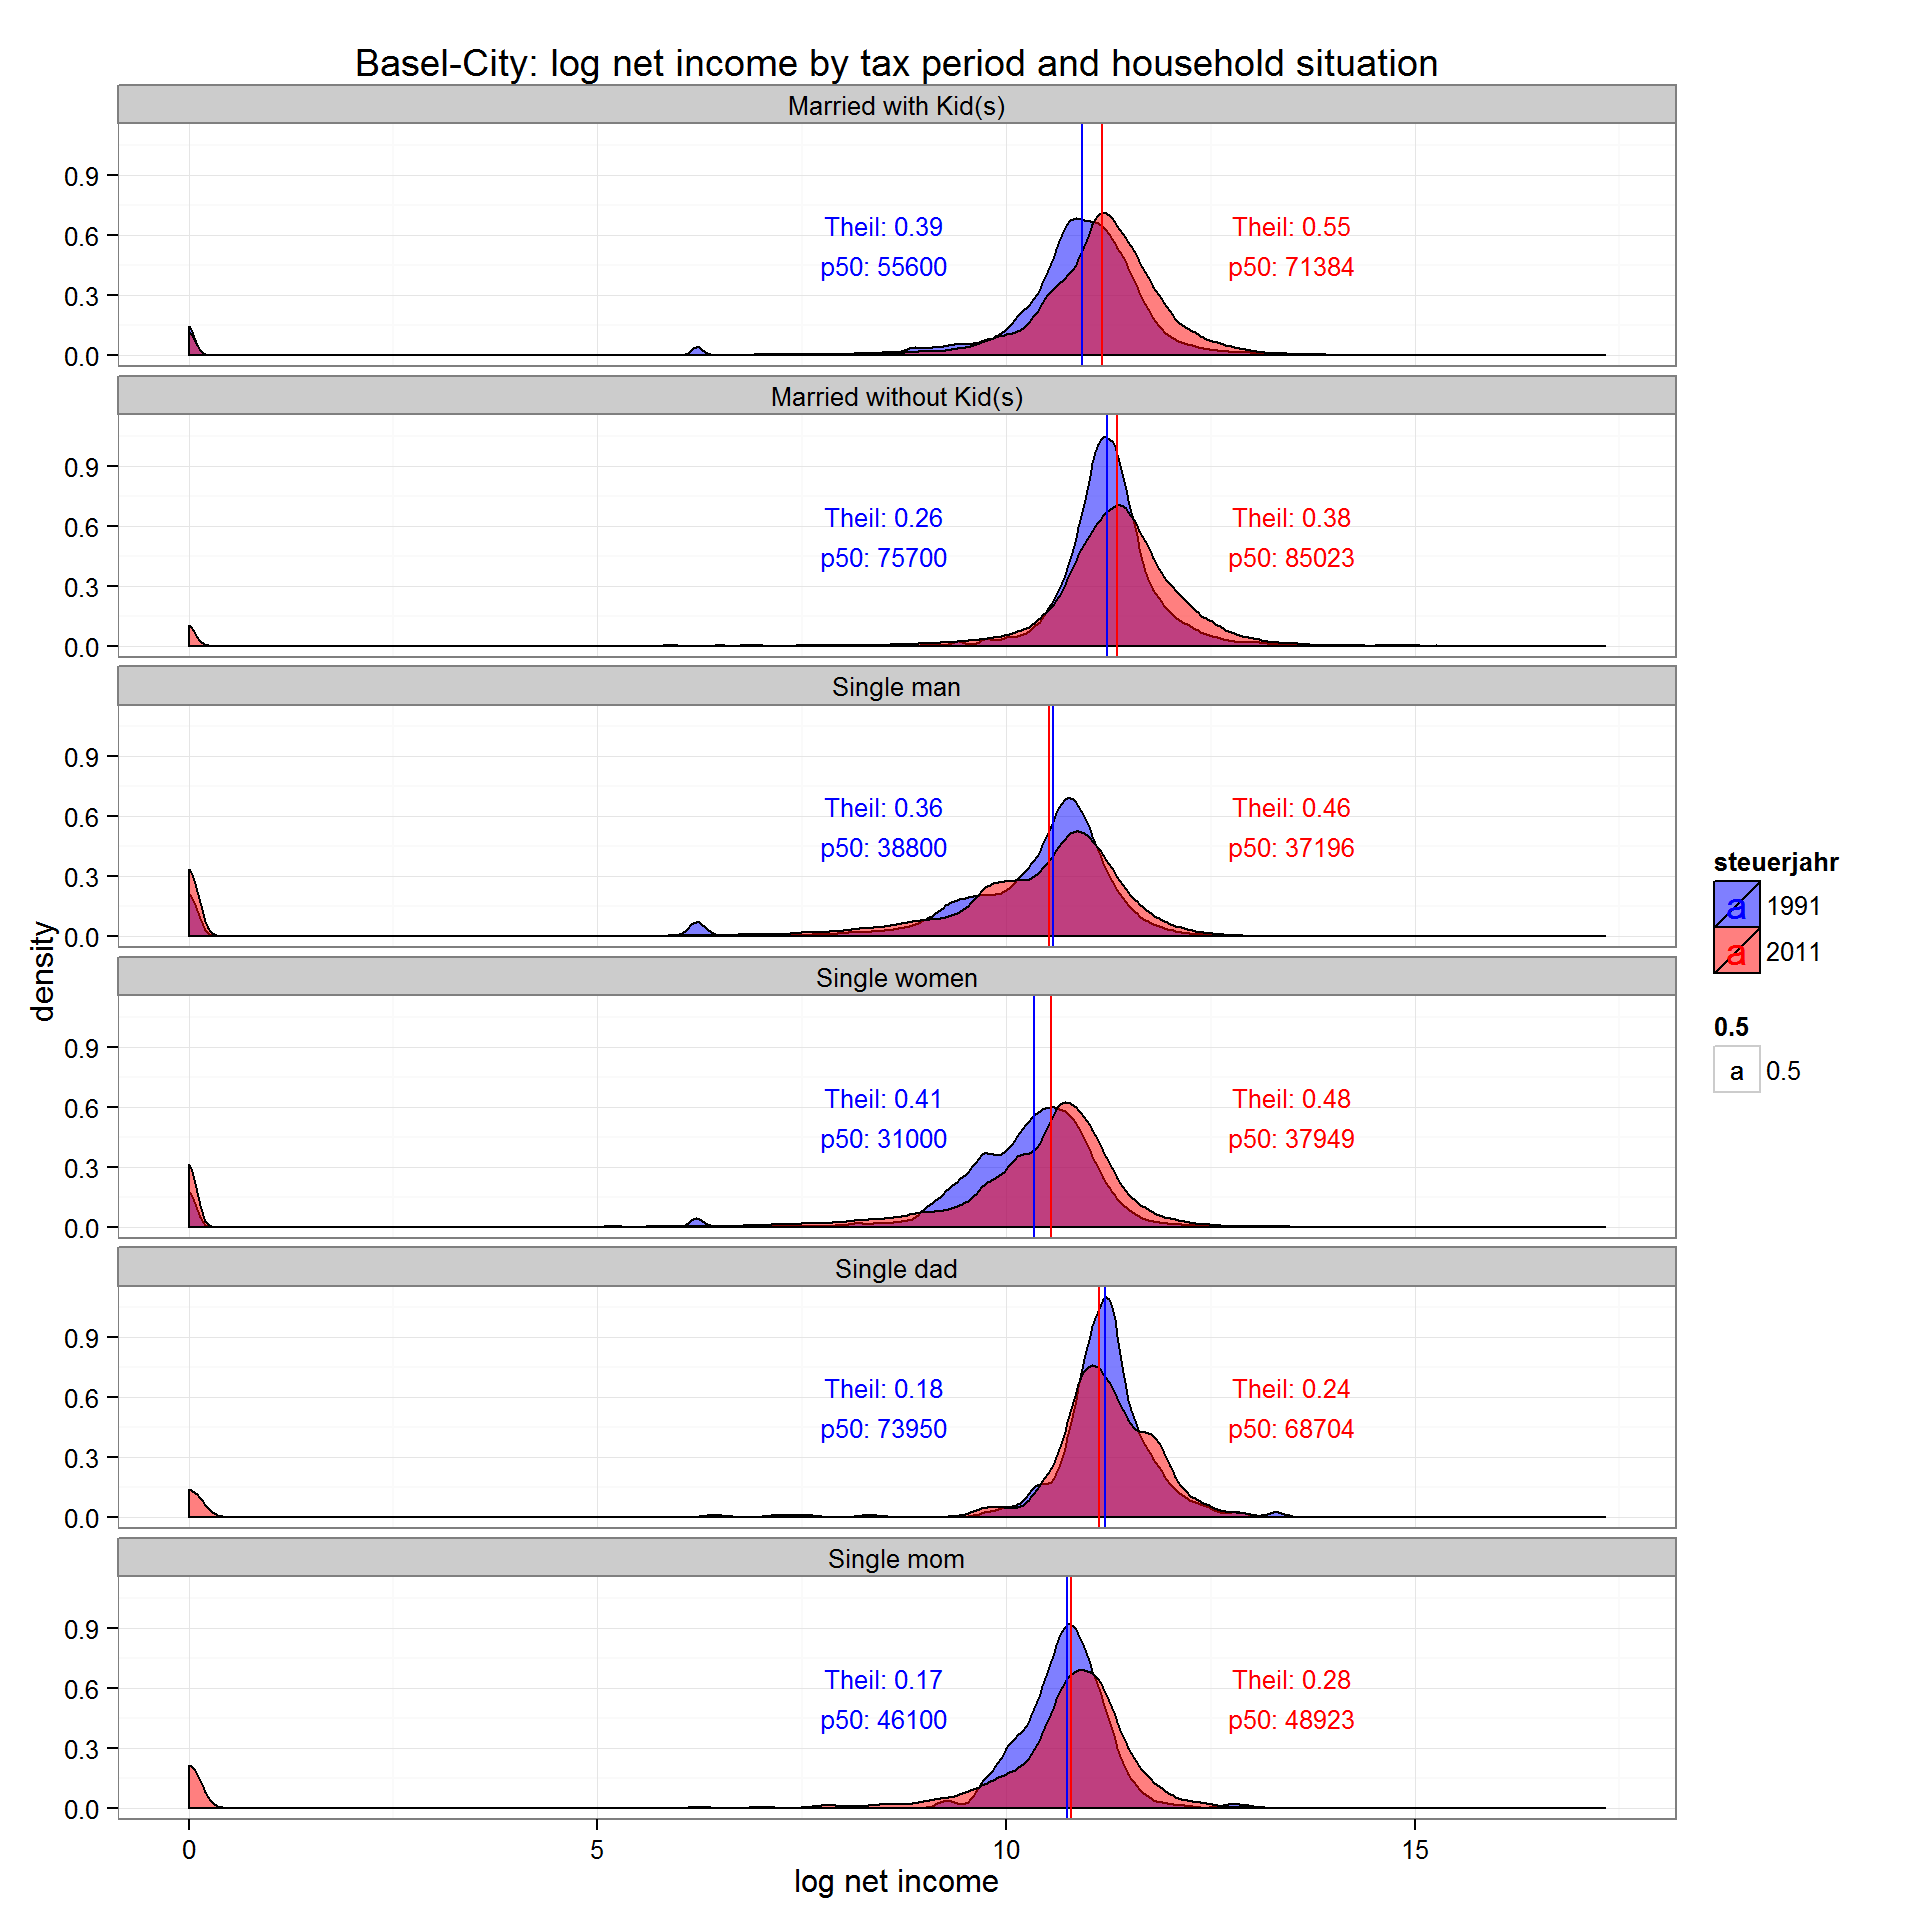 Basel-City: log net income by tax period and household situation
Married with Kid(s)
0.9
0.6
0.3
0.0
Theil: 0.39
p50: 55600
Theil: 0.55
p50: 71384
Married without Kid(s)
0.9
0.6
0.3
0.0
Theil: 0.26
p50: 75700
Theil: 0.38
p50: 85023
Single man
0.9
0.6
0.3
0.0
Theil: 0.36
p50: 38800
Theil: 0.46
p50: 37196
Single women
0.9
0.6
0.3
0.0
Theil: 0.41
p50: 31000
Theil: 0.48
p50: 37949
Single dad
0.9
0.6
0.3
0.0
Theil: 0.18
p50: 73950
Theil: 0.24
p50: 68704
Single mom
0.9
0.6
0.3
0.0
Theil: 0.17
p50: 46100
Theil: 0.28
p50: 48923
0 5 10 15
log net income
density
steuerjahr
a 1991
a 2011
0.5
a 0.5